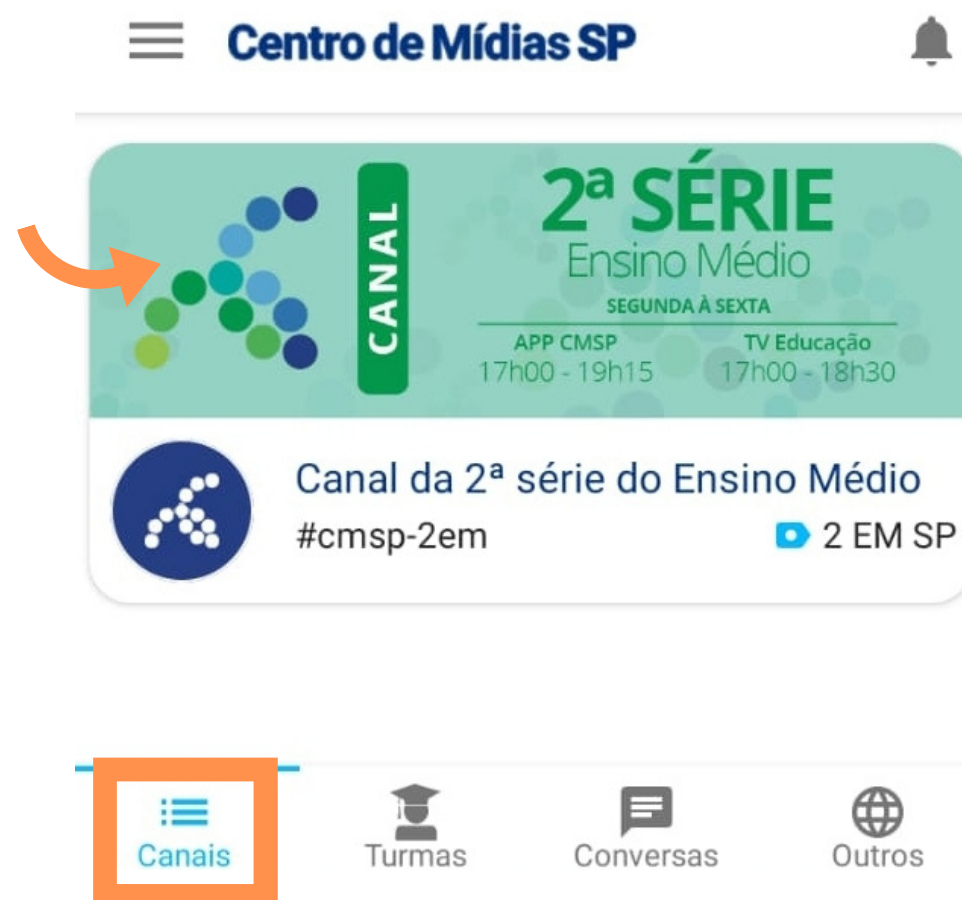 Centro de Mídias SP
CANAL
2ª SÉRIE
Ensino Médio
SEGUNDA À SEXTA
APP CMSP
17h00 - 19h15
TV Educação
17h00 - 18h30
Canal da 2ª série do Ensino Médio
#cmsp-2em
2 EM SP
Canais
Turmas
Conversas
Outros